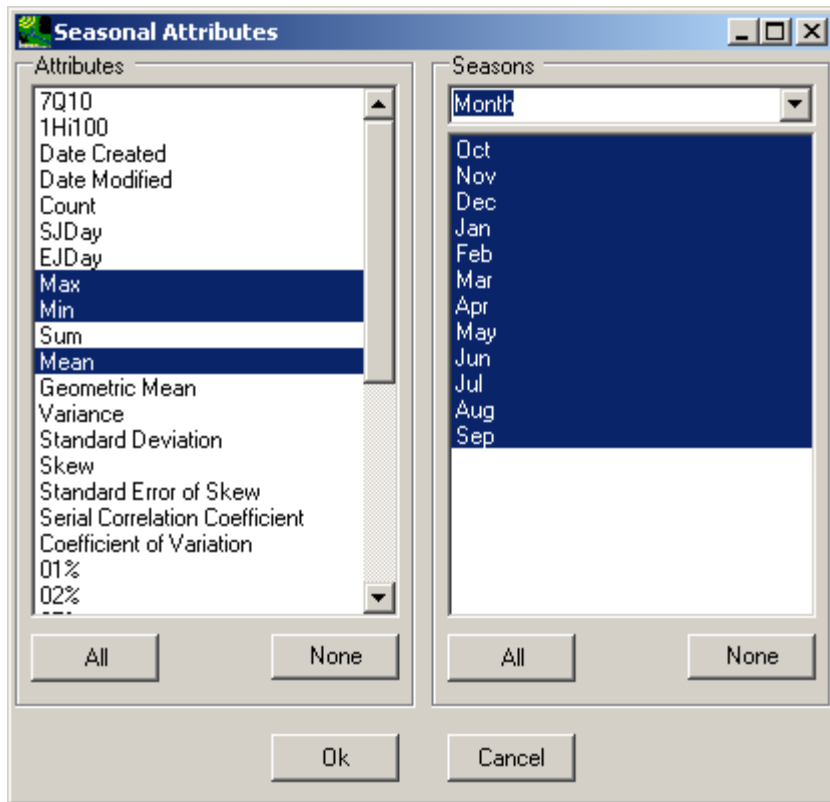 Seasonal Attributes
Attributes
7Q10
1Hi100
Date Created
Date Modified
Count
SJDay
EJDay
Max
Min
Sum
Mean
Geometric Mean
Variance
Standard Deviation
Skew
Standard Error of Skew
Serial Correlation Coefficient
Coefficient of Variation
01%
02%
All
None
Seasons
Month
Oct
Nov
Dec
Jan
Feb
Mar
Apr
May
Jun
Jul
Aug
Sep
All
None
Ok
Cancel